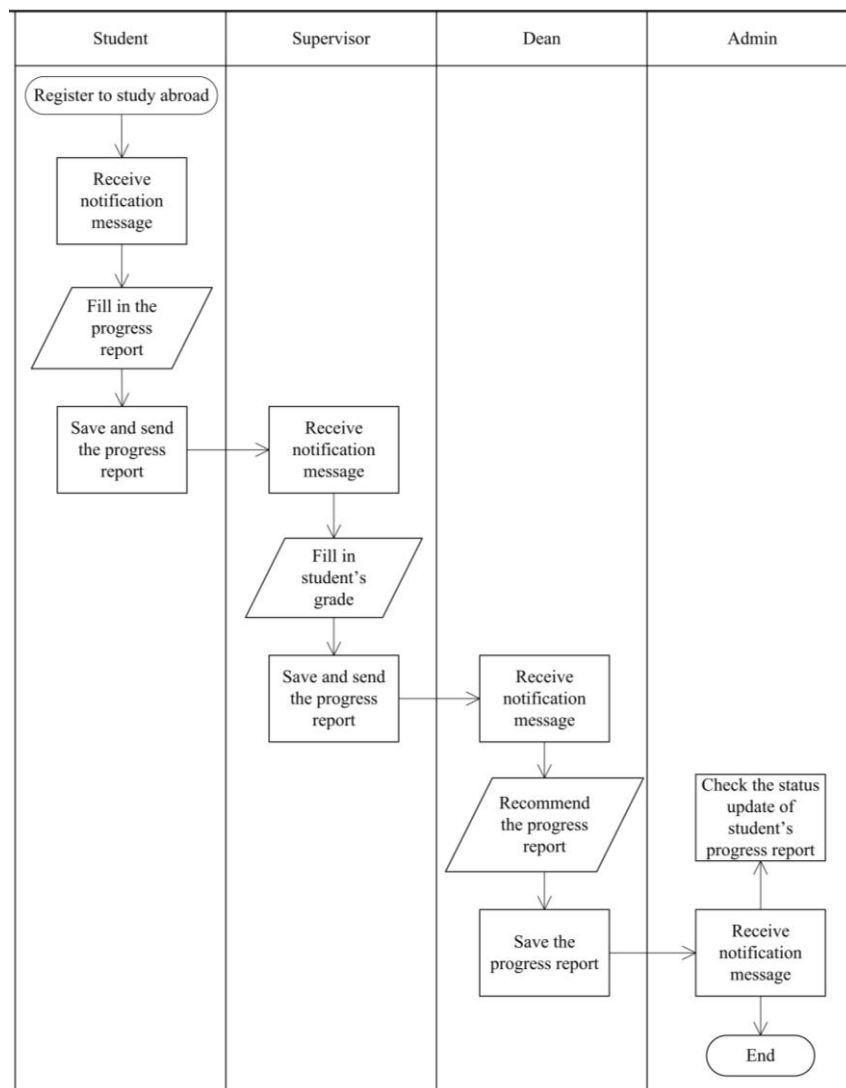 Student
Supervisor
Dean
Admin
Register to study abroad
Receive
notification
message
Fill in the
progress
report
Save and send
the progress
report
Receive
notification
message
Fill in
student’s
grade
Save and send
the progress
report
Receive
notification
message
Recommend
the progress
report
Save the
progress report
Check the status
update of
student’s
progress report
Receive
notification
message
End